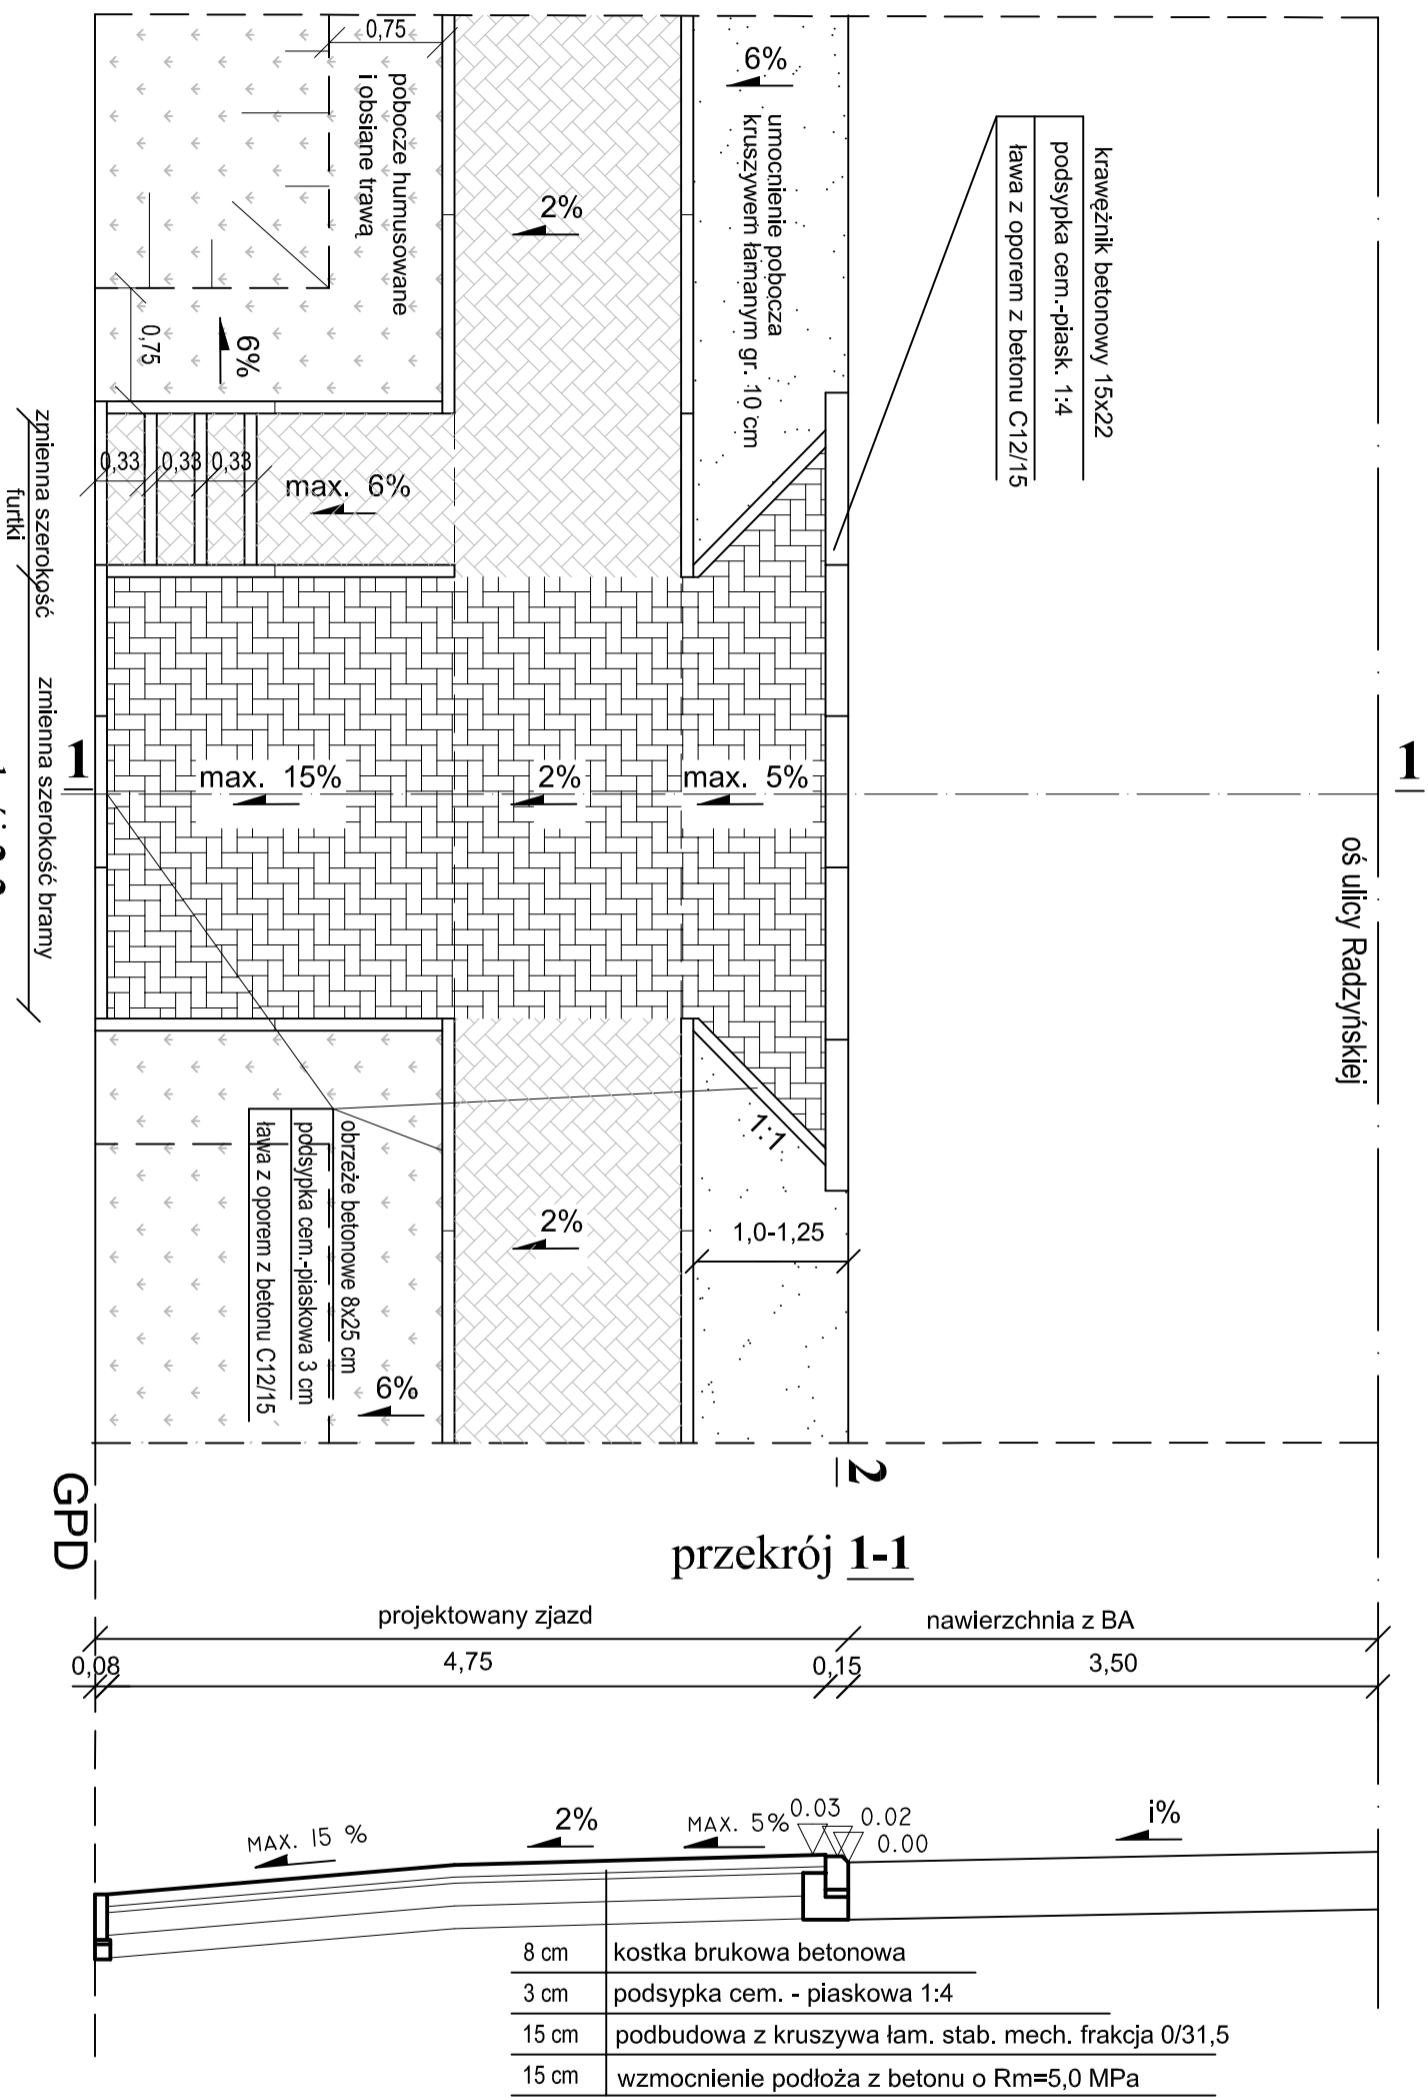 0,75
pobocze humusowane
i obsiane trawą
6%
umocnienie pobocza
kruszywem łamanym gr. 10 cm
krawężnik betonowy 15x22
podsypka cem.-piask. 1:4
ława z oporem z betonu C12/15
2%
0,75
6%
0,33
0,33
0,33
max. 6%
zmienna szerokość
furtki
zmienna szerokość bramy
1
1
max. 15%
2%
max. 5%
oś ulicy Radzyńskiej
1:1
obrzeże betonowe 8x25 cm
podsypka cem.-piaskowa 3 cm
ława z oporem z betonu C12/15
2%
1,0-1,25
6%
2
GPD
przekrój 1-1
projektowany zjazd
nawierzchnia z BA
0,08
4,75
0,15
3,50
MAX. 15 %
2%
MAX. 5%
0.03
0.02
0.00
i%
8 cm kostka brukowa betonowa
3 cm podsypka cem. - piaskowa 1:4
15 cm podbudowa z kruszywa łam. stab. mech. frakcja 0/31,5
15 cm wzmocnienie podłoża z betonu o Rm=5,0 MPa